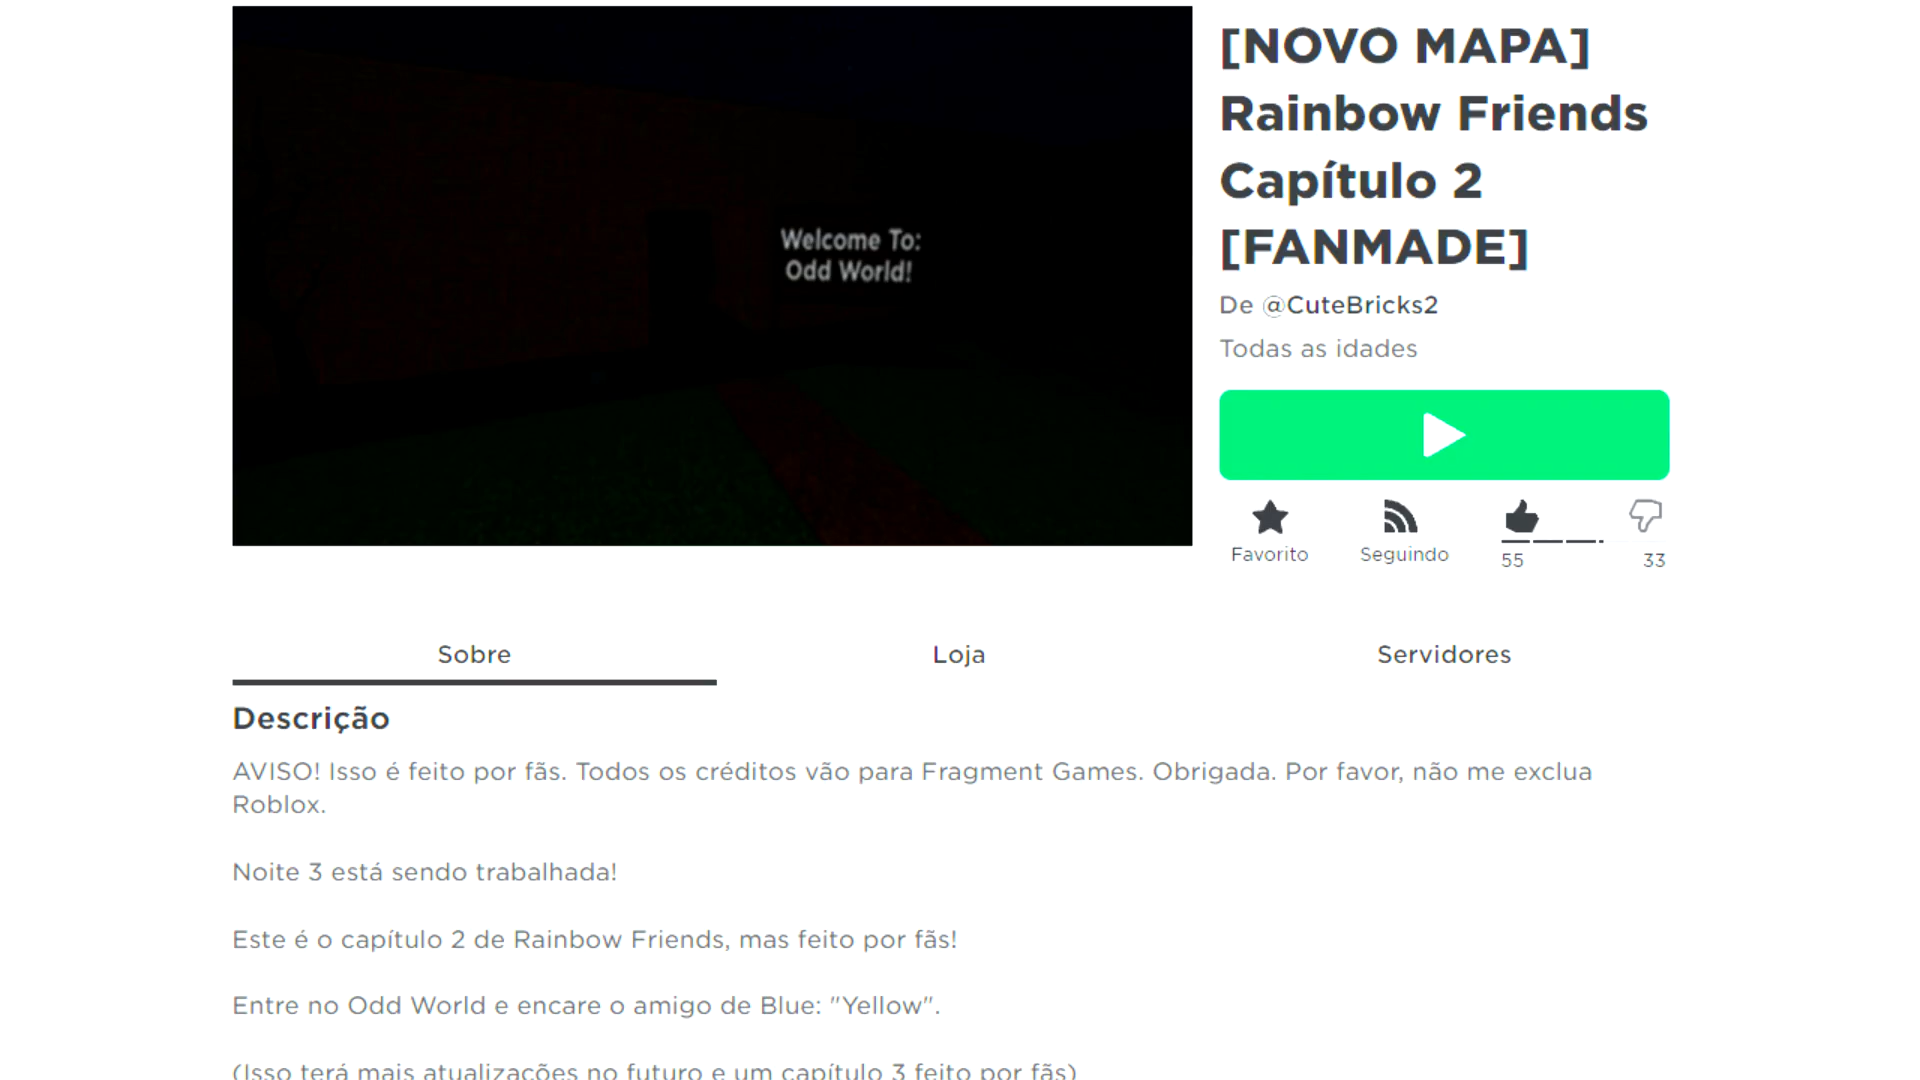 Welcome To:
Odd World!
[NOVO MAPA]
Rainbow Friends
Capítulo 2
[FANMADE]
De @CuteBricks2
Todas as idades
Favorito
Seguindo
55
33
Sobre
Loja
Servidores
Descrição
AVISO! Isso é feito por fãs. Todos os créditos vão para Fragment Games. Obrigada. Por favor, não me exclua
Roblox.
Noite 3 está sendo trabalhada!
Este é o capítulo 2 de Rainbow Friends, mas feito por fãs!
Entre no Odd World e encare o amigo de Blue: "Yellow".
(Isso terá mais atualizações no futuro e um capítulo 3 feito por fãs)